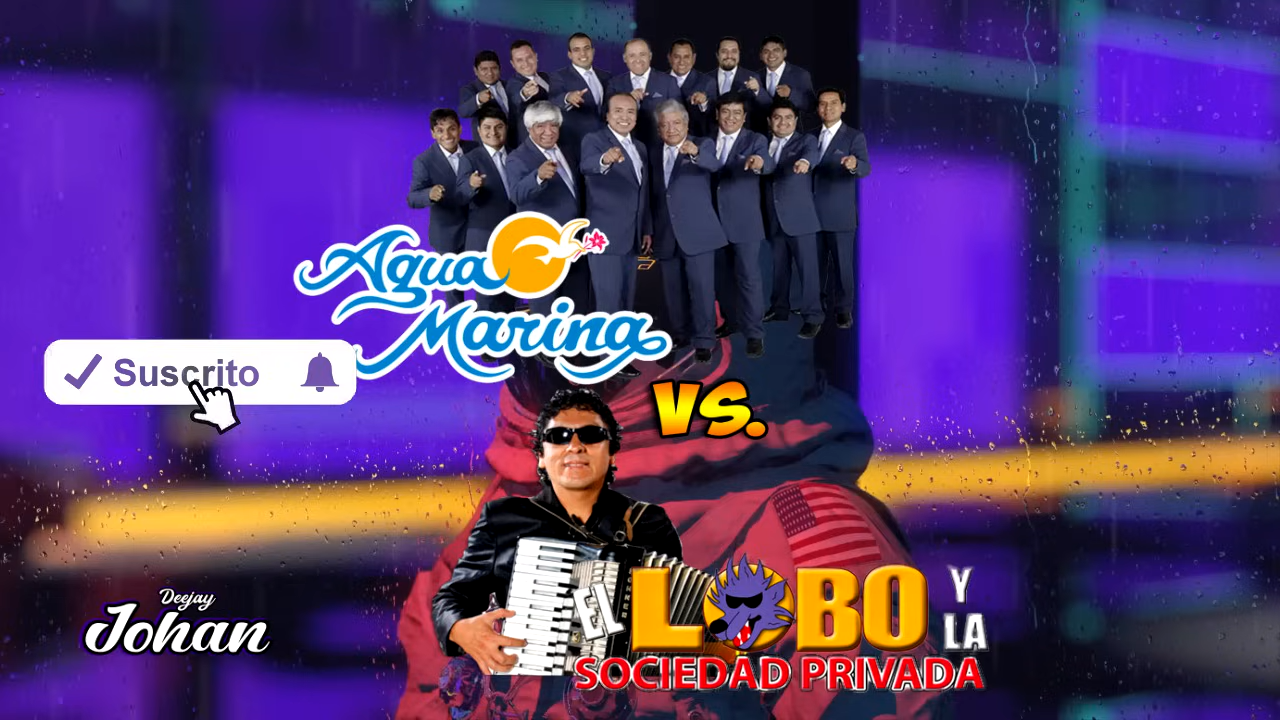 Agua
Marina
Suscrito
VS.
EL LOBO Y LA
SOCIEDAD PRIVADA
Deejay
Johan